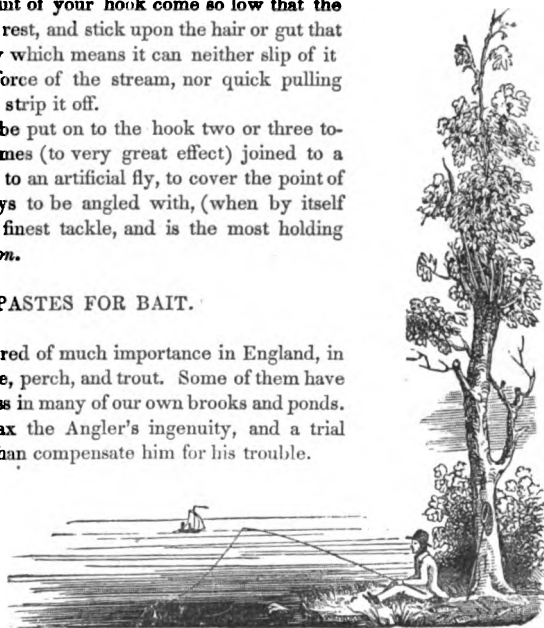 of your hook come so low that the
rest, and stick upon the hair or gut that
which means it can neither slip of it
force of the stream, nor quick pulling
strip it off.
be put on to the hook two or three to-
mes (to very great effect) joined to a
to an artificial fly, to cover the point of
ys to be angled with, (when by itself
finest tackle, and is the most holding
PASTES FOR BAIT.
red of much importance in England, in
e, perch, and trout. Some of them have
ss in many of our own brooks and ponds.
ax the Angler's ingenuity, and a trial
han compensate him for his trouble.